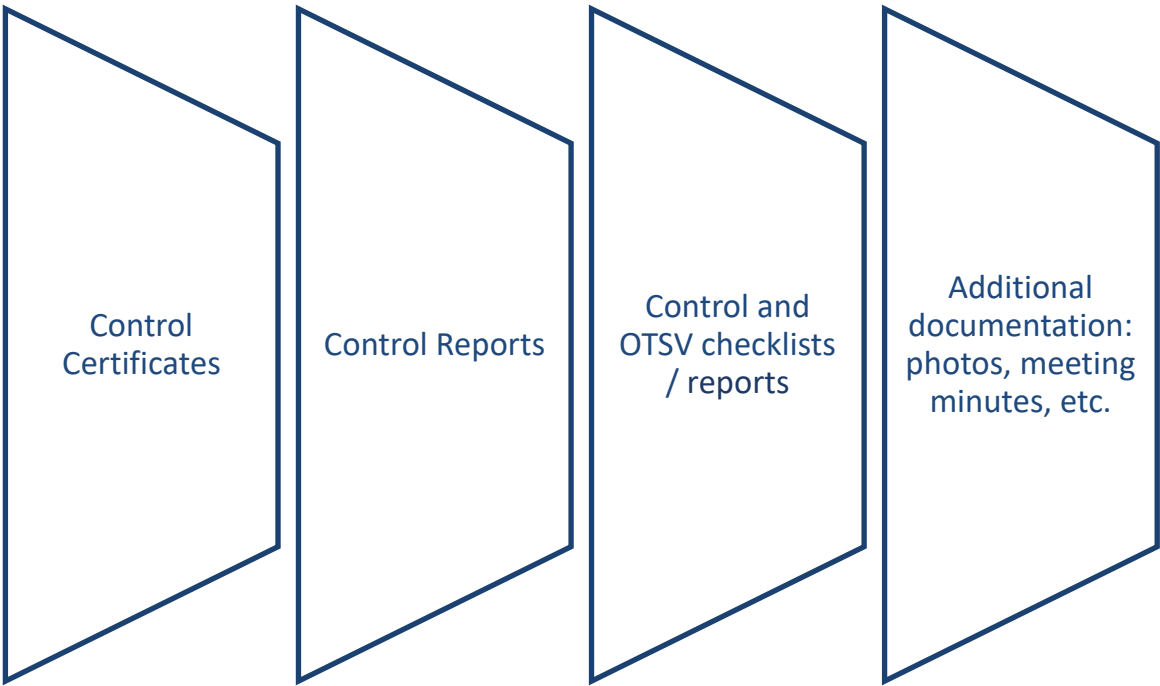 Control
Certificates
Control Reports
Control and
OTSV checklists
/ reports
Additional
documentation:
photos, meeting
minutes, etc.